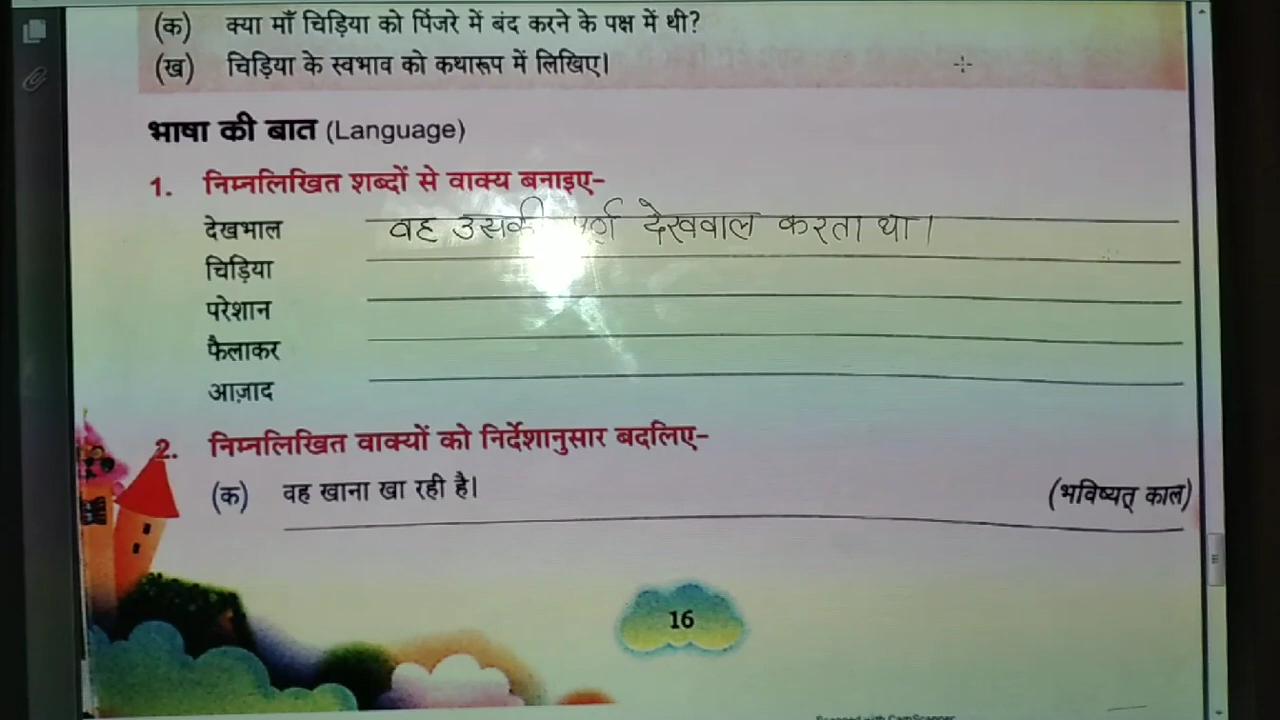 (क) क्या माँ चिड़िया को पिंजरे में बंद करने के पक्ष में थी?
(ख) चिड़िया के स्वभाव को कथारूप में लिखिए।
भाषा की बात (Language)
1. निम्नलिखित शब्दों से वाक्य बनाइए-
देखभाल वह उसकी पूर्ण देखवाल करता था।
चिड़िया
परेशान
फैलाकर
आज़ाद
2. निम्नलिखित वाक्यों को निर्देशानुसार बदलिए-
(क) वह खाना खा रही है। (भविष्यत् काल)
16